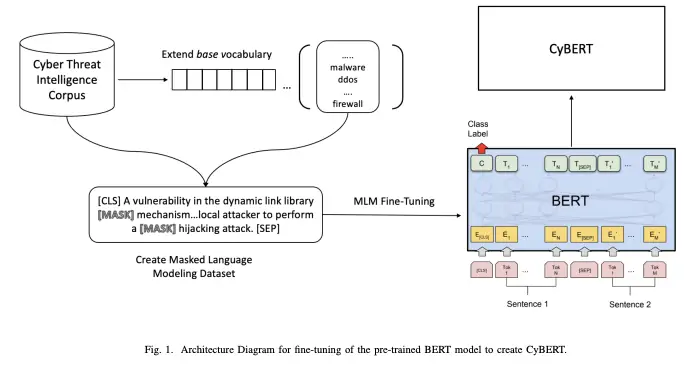 Cyber Threat
Intelligence
Corpus
Extend base vocabulary
...
.....
malware
ddos
....
firewall
CyBERT
[CLS] A vulnerability in the dynamic link library
[MASK] mechanism...local attacker to perform
a [MASK] hijacking attack. [SEP]
Create Masked Language
Modeling Dataset
MLM Fine-Tuning
Class
Label
C T1 ... TN T[SEP] T1' ... TM'
BERT
E[CLS] E1 ... EN E[SEP] E1' ... EM'
[CLS] Tok 1 ... Tok N [SEP] Tok 1 ... Tok M
Sentence 1 Sentence 2
Fig. 1. Architecture Diagram for fine-tuning of the pre-trained BERT model to create CyBERT.